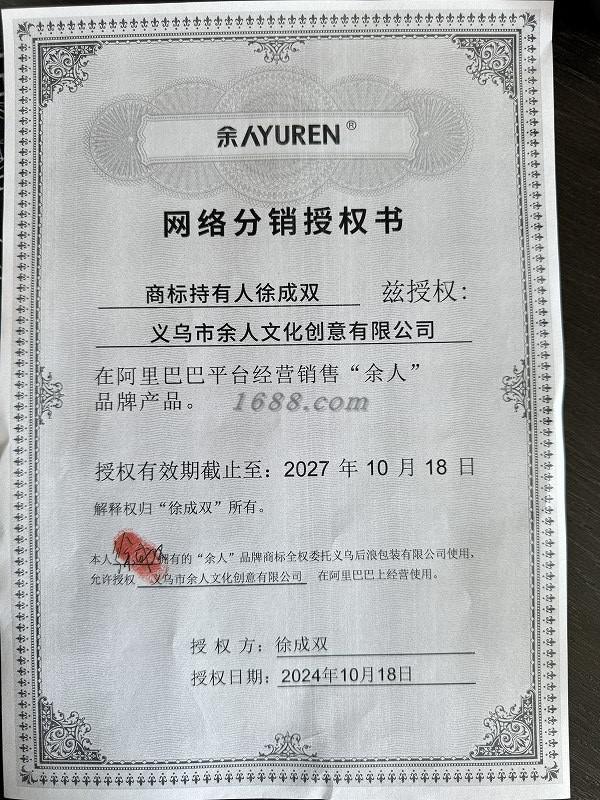 余人YUREN®
网络分销授权书
商标持有人徐成双 兹授权：
义乌市余人文化创意有限公司
在阿里巴巴平台经营销售“余人”
品牌产品。
1688.com
授权有效期截止至：2027 年 10 月 18 日
解释权归“徐成双”所有。
本人 拥有的“余人”品牌商标全权委托义乌后浪包装有限公司使用，
允许授权 义乌市余人文化创意有限公司 在阿里巴巴上经营使用。
授 权 方：徐成双
授权日期：2024年10月18日